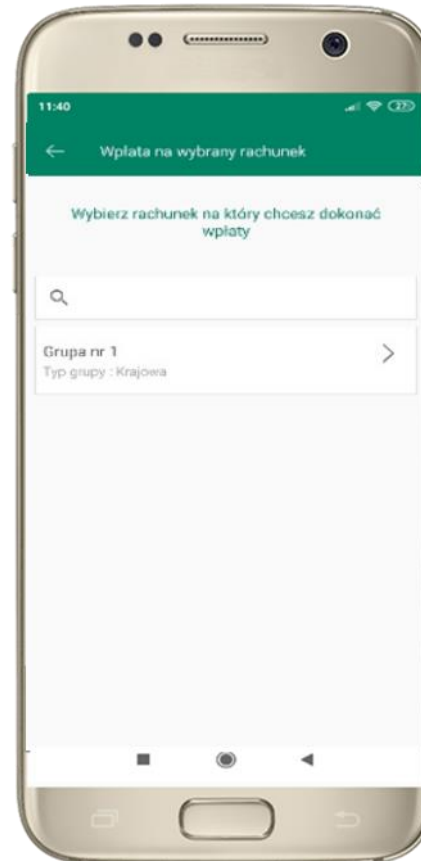 11:40
27
Wpłata na wybrany rachunek
Wybierz rachunek na który chcesz dokonać
wpłaty
Grupa nr 1
Typ grupy : Krajowa